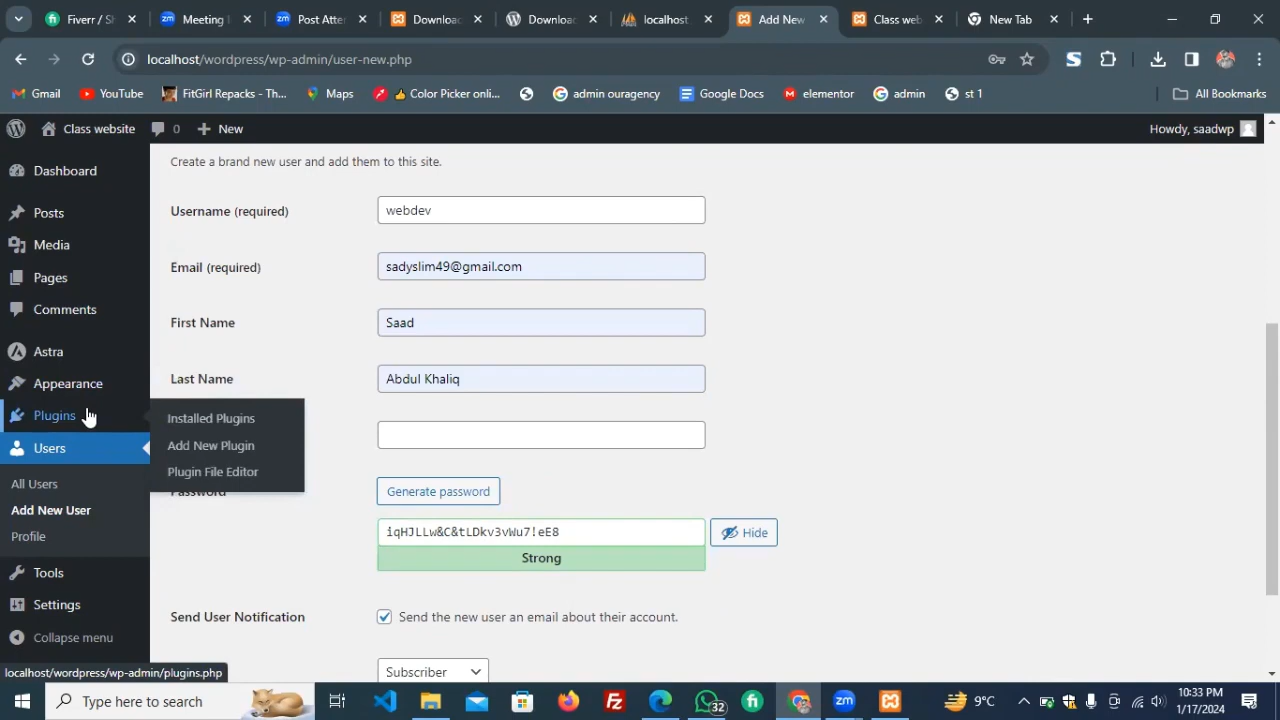 Fiver / S
Meeting
Post Atter
Downloa
Downloa
localhost
Add New
Class web
New Tab
localhost/wordpress/wp-admin/user-new.php
Gmail
YouTube
FitGirl Repacks - Th...
Maps
Color Picker onli...
admin ouragency
Google Docs
elementor
admin
st 1
All Bookmarks
Class website
0
New
Howdy, saadwp
Dashboard
Posts
Media
Pages
Comments
Astra
Appearance
Plugins
Users
All Users
Add New User
Profile
Tools
Settings
Collapse menu
Installed Plugins
Add New Plugin
Plugin File Editor
Create a brand new user and add them to this site.
Username (required)
webdev
Email (required)
sadyslim49@gmail.com
First Name
Saad
Last Name
Abdul Khaliq
Password
Generate password
iqHJLLw&C&tLDkv3vWu7!eE8
Hide
Strong
Send User Notification
Send the new user an email about their account.
Subscriber
localhost/wordpress/wp-admin/plugins.php
Type here to search
32
9°C
10:33 PM
1/17/2024